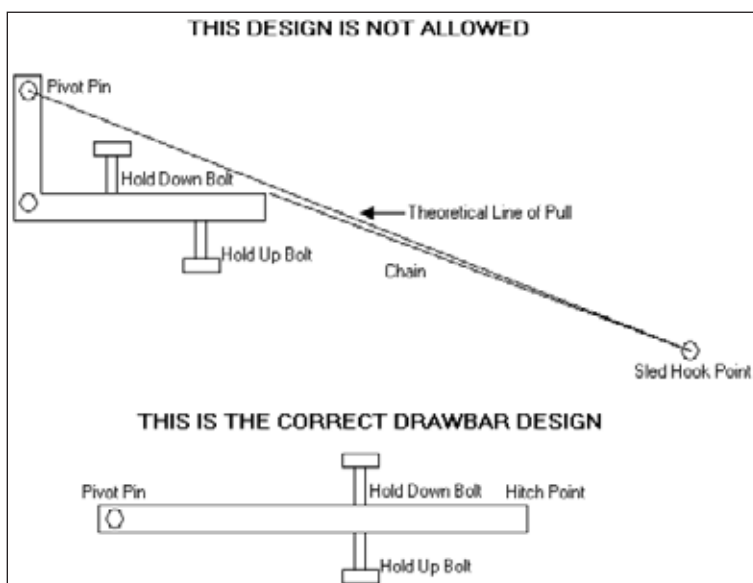 THIS DESIGN IS NOT ALLOWED
Pivot Pin
Hold Down Bolt
Theoretical Line of Pull
Hold Up Bolt
Chain
Sled Hook Point
THIS IS THE CORRECT DRAWBAR DESIGN
Pivot Pin
Hold Down Bolt
Hitch Point
Hold Up Bolt